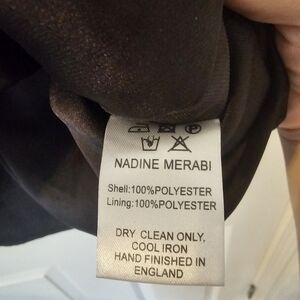 NADINE MERABI
Shell:100%POLYESTER
Lining:100%POLYESTER
DRY CLEAN ONLY,
COOL IRON
HAND FINISHED IN
ENGLAND